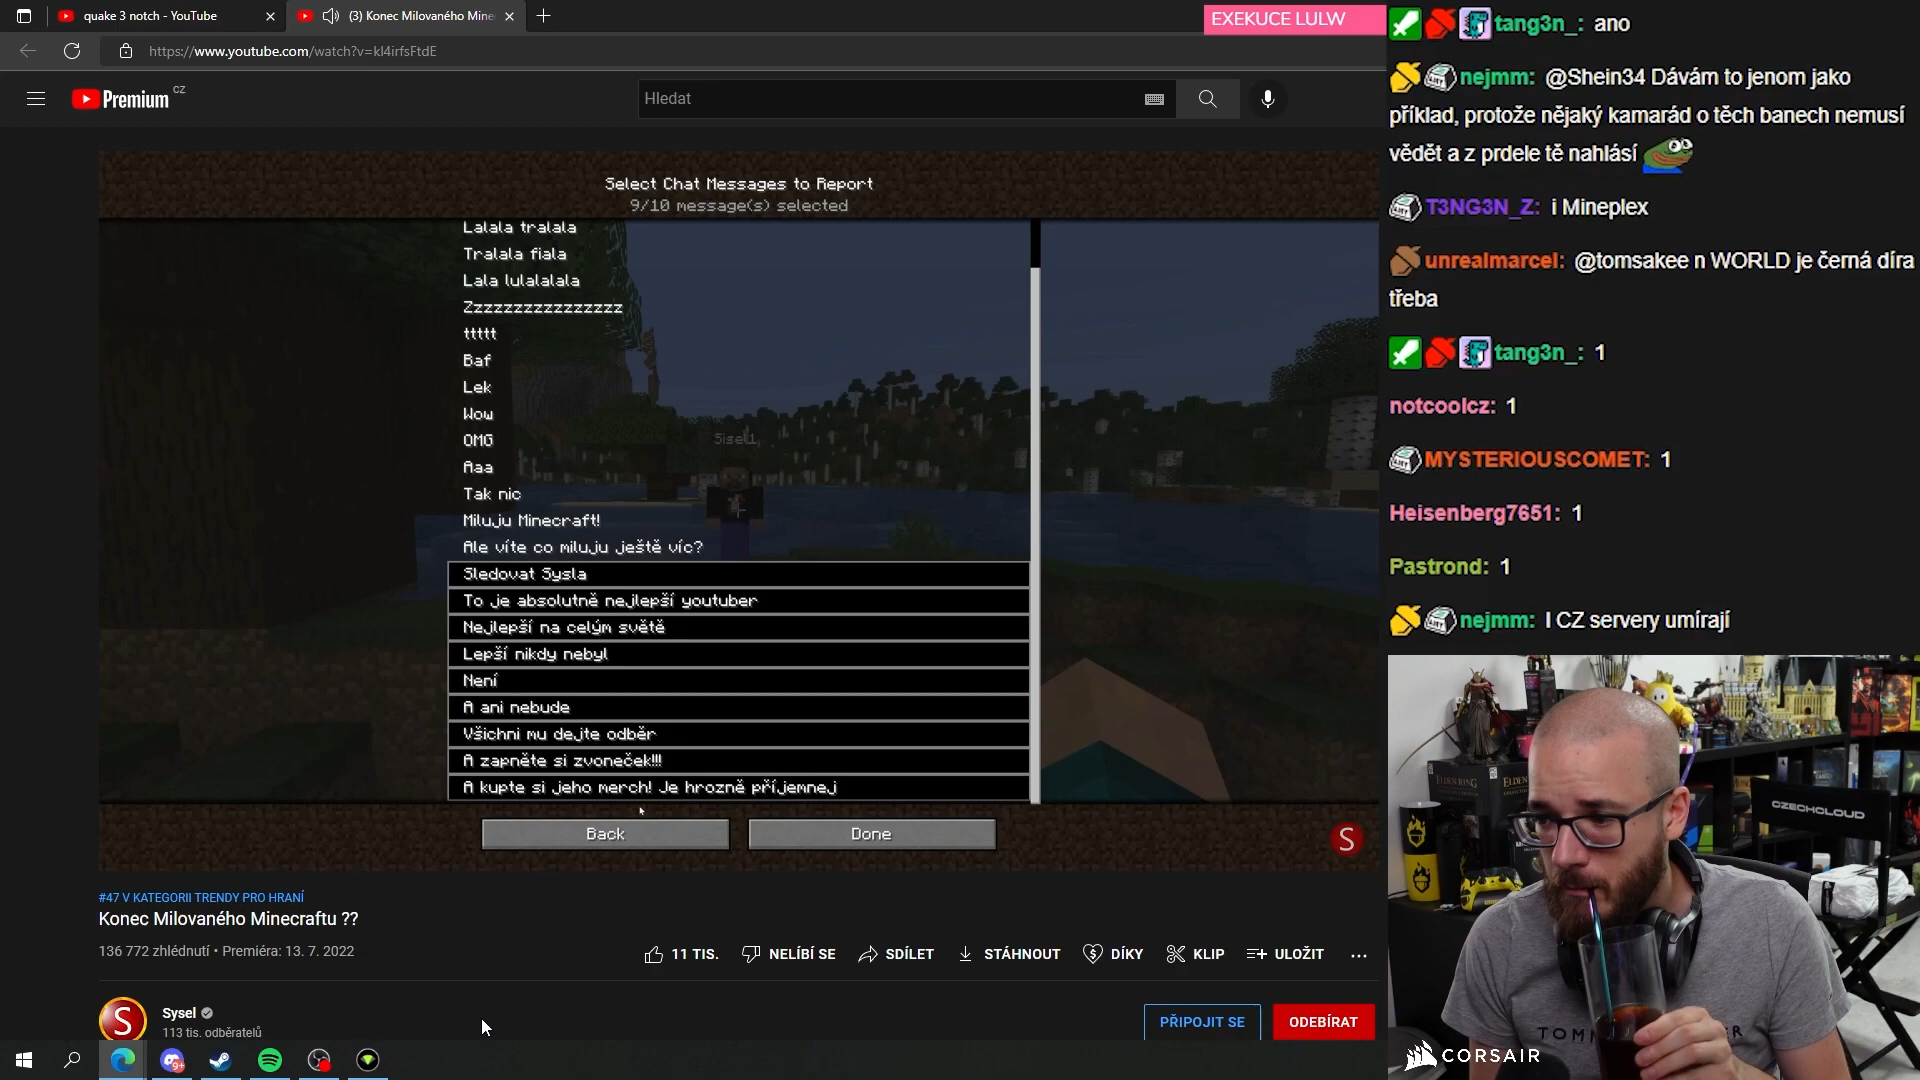 quake 3 notch - YouTube
(3) Konec Milovaného Mine
https://www.youtube.com/watch?v=kl4irfsFtdE
EXEKUCE LULW
Premium CZ
Hledat
Select Chat Messages to Report
9/10 message(s) selected
Lalala tralala
Tralala fiala
Lala lulalalala
Zzzzzzzzzzzzzzzz
ttttt
Baf
Lek
Wow
OMG
Aaa
Tak nic
Miluju Minecraft!
Ale víte co miluju ještě víc?
Sledovat Sysla
To je absolutně nejlepší youtuber
Nejlepší na celým světě
Lepší nikdy nebyl
Není
A ani nebude
Všichni mu dejte odběr
A zapněte si zvoneček!!!
A kupte si jeho merch! Je hrozně příjemnej
Sisel1
Back
Done
S
#47 V KATEGORII TRENDY PRO HRANÍ
Konec Milovaného Minecraftu ??
136 772 zhlédnutí • Premiéra: 13. 7. 2022
11 TIS.
NELÍBÍ SE
SDÍLET
STÁHNOUT
DÍKY
KLIP
ULOŽIT
S
Sysel
113 tis. odběratelů
PŘIPOJIT SE
ODEBÍRAT
9+
tang3n_: ano
nejmm: @Shein34 Dávám to jenom jako
příklad, protože nějaký kamarád o těch banech nemusí
vědět a z prdele tě nahlásí
T3NG3N_Z: i Mineplex
unrealmarcel: @tomsakee n WORLD je černá díra
třeba
tang3n_: 1
notcoolcz: 1
MYSTERIOUSCOMET: 1
Heisenberg7651: 1
Pastrond: 1
nejmm: I CZ servery umírají
ELDEN RING
ELDEN
CZECHCLOUD
CORSAIR